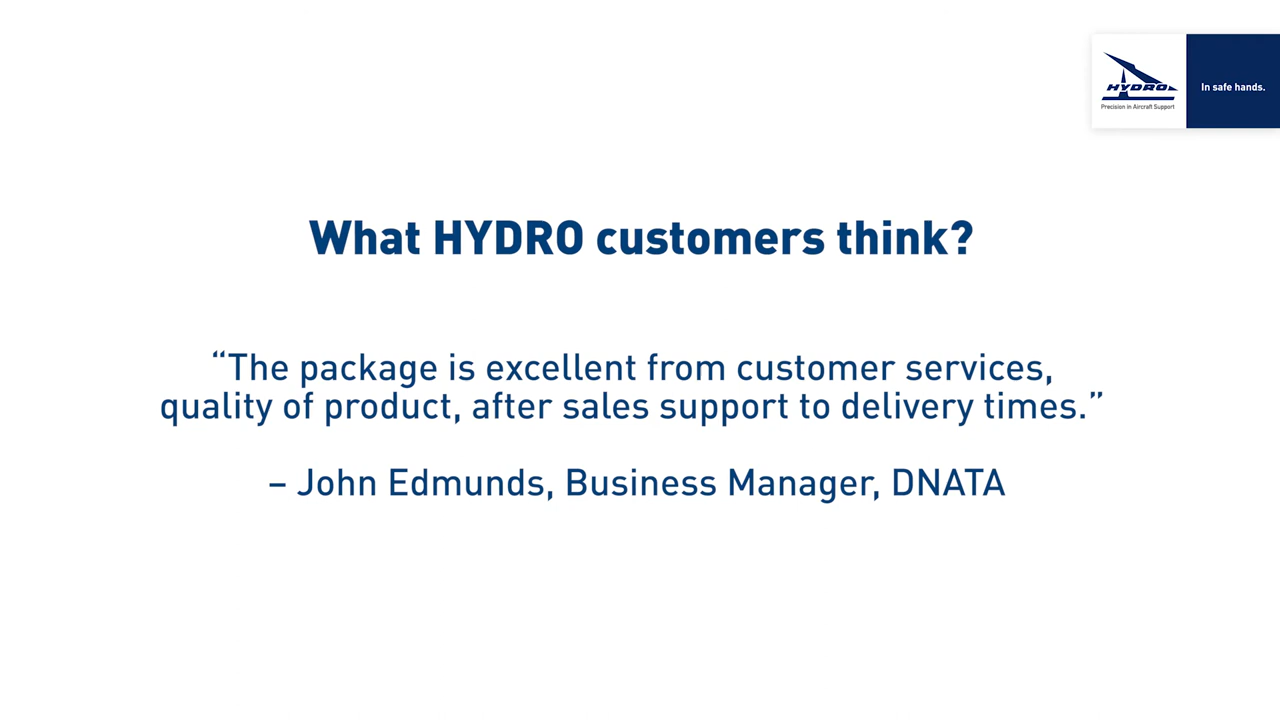 HYDRO
Precision in Aircraft Support
In safe hands.
What HYDRO customers think?
“The package is excellent from customer services,
quality of product, after sales support to delivery times.”
– John Edmunds, Business Manager, DNATA